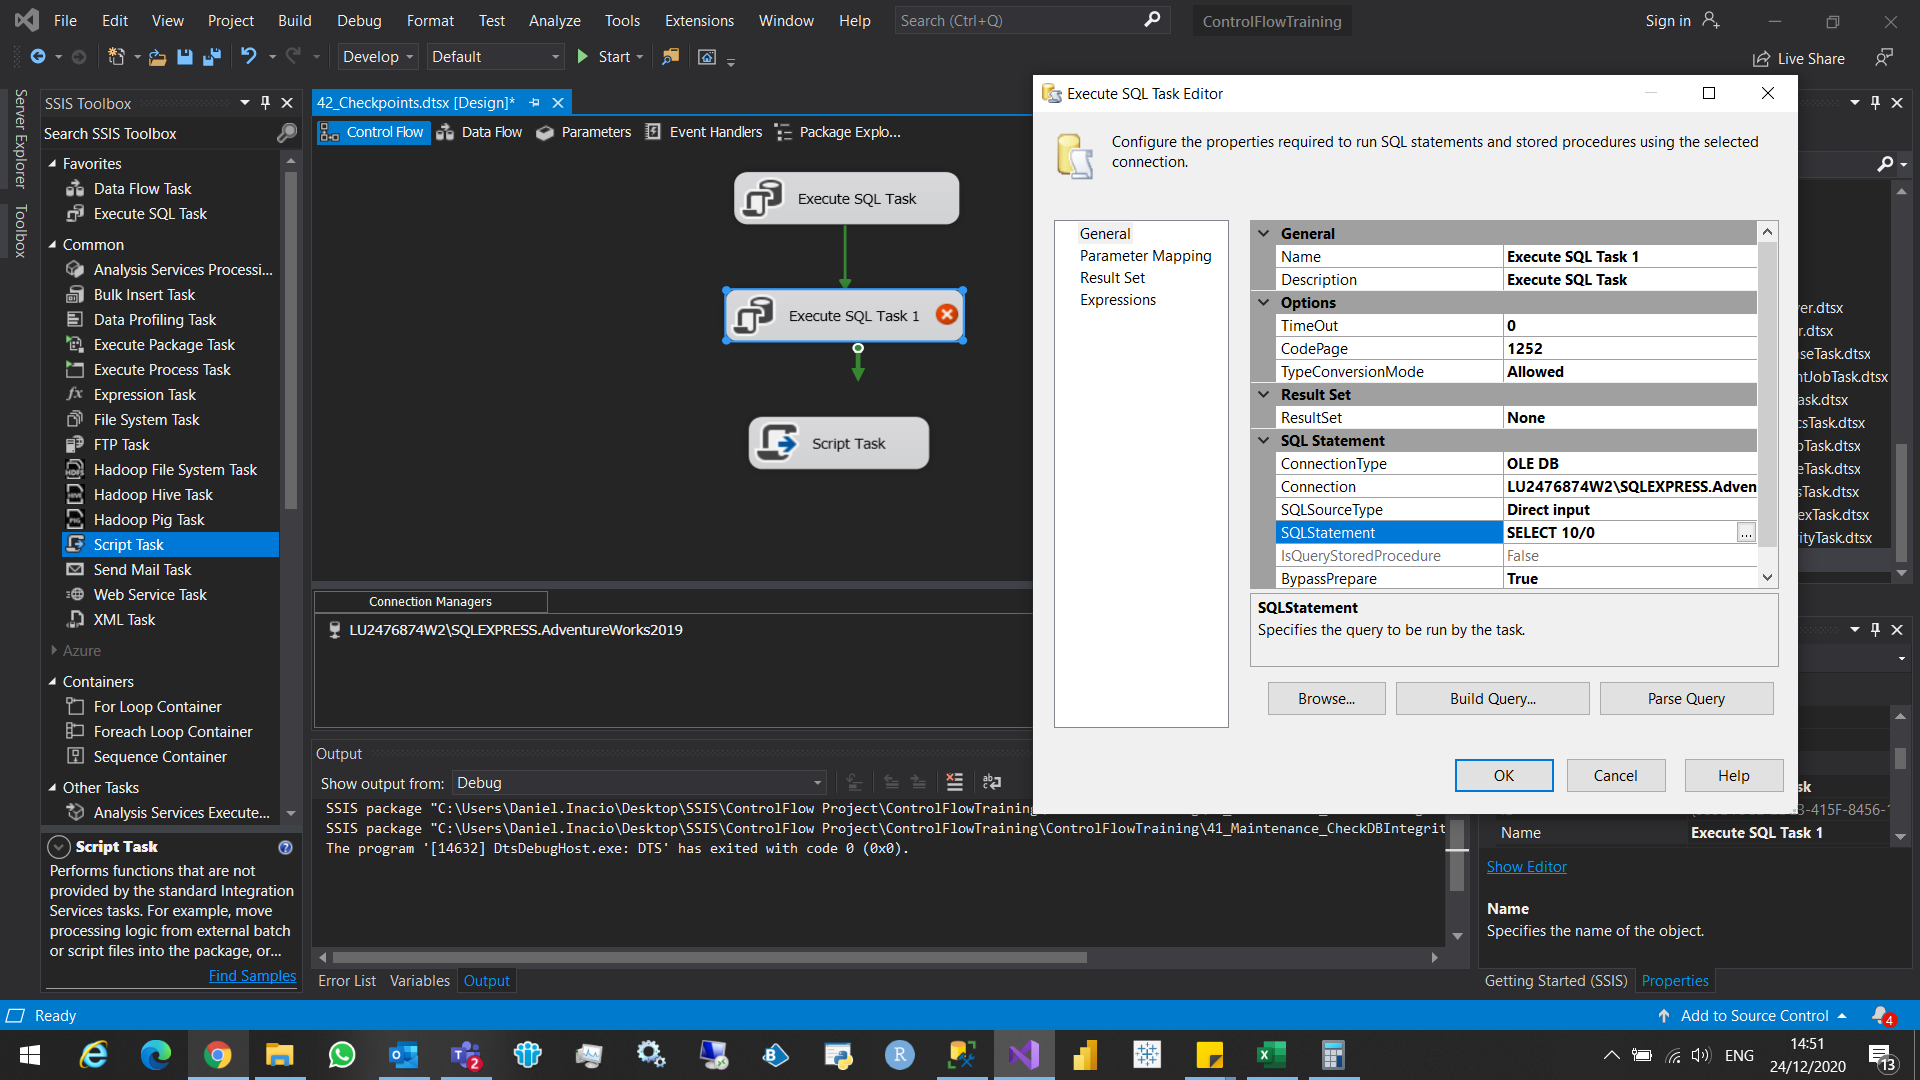 File Edit View Project Build Debug Format Test Analyze Tools Extensions Window Help Search (Ctrl+Q) ControlFlowTraining Sign in
Develop Default Start Live Share
Server Explorer
Toolbox
SSIS Toolbox
Search SSIS Toolbox
Favorites
Data Flow Task
Execute SQL Task
Common
Analysis Services Processi...
Bulk Insert Task
Data Profiling Task
Execute Package Task
Execute Process Task
Expression Task
File System Task
FTP Task
Hadoop File System Task
Hadoop Hive Task
Hadoop Pig Task
Script Task
Send Mail Task
Web Service Task
XML Task
Azure
Containers
For Loop Container
Foreach Loop Container
Sequence Container
Other Tasks
Analysis Services Execute...
Script Task
Performs functions that are not
provided by the standard Integration
Services tasks. For example, move
processing logic from external batch
or script files into the package, or...
Find Samples
42_Checkpoints.dtsx [Design]*
Control Flow Data Flow Parameters Event Handlers Package Explo...
Execute SQL Task
Execute SQL Task 1
Script Task
Connection Managers
LU2476874W2\SQLEXPRESS.AdventureWorks2019
Output
Show output from: Debug
SSIS package "C:\Users\Daniel.Inacio\Desktop\SSIS\ControlFlow Project\ControlFlowTraining
SSIS package "C:\Users\Daniel.Inacio\Desktop\SSIS\ControlFlow Project\ControlFlowTraining\ControlFlowTraining\41_Maintenance_CheckDBIntegrit
The program '[14632] DtsDebugHost.exe: DTS' has exited with code 0 (0x0).
Error List Variables Output
Execute SQL Task Editor
Configure the properties required to run SQL statements and stored procedures using the selected
connection.
General
Parameter Mapping
Result Set
Expressions
General
Name Execute SQL Task 1
Description Execute SQL Task
Options
TimeOut 0
CodePage 1252
TypeConversionMode Allowed
Result Set
ResultSet None
SQL Statement
ConnectionType OLE DB
Connection LU2476874W2\SQLEXPRESS.Adven
SQLSourceType Direct input
SQLStatement SELECT 10/0 ...
IsQueryStoredProcedure False
BypassPrepare True
SQLStatement
Specifies the query to be run by the task.
Browse... Build Query... Parse Query
OK Cancel Help
ver.dtsx
r.dtsx
seTask.dtsx
ntJobTask.dtsx
ask.dtsx
csTask.dtsx
oTask.dtsx
eTask.dtsx
sTask.dtsx
exTask.dtsx
rityTask.dtsx
sk
3-415F-8456-
Name Execute SQL Task 1
Show Editor
Name
Specifies the name of the object.
Getting Started (SSIS) Properties
Ready Add to Source Control 4
2 ENG 14:51
24/12/2020 13